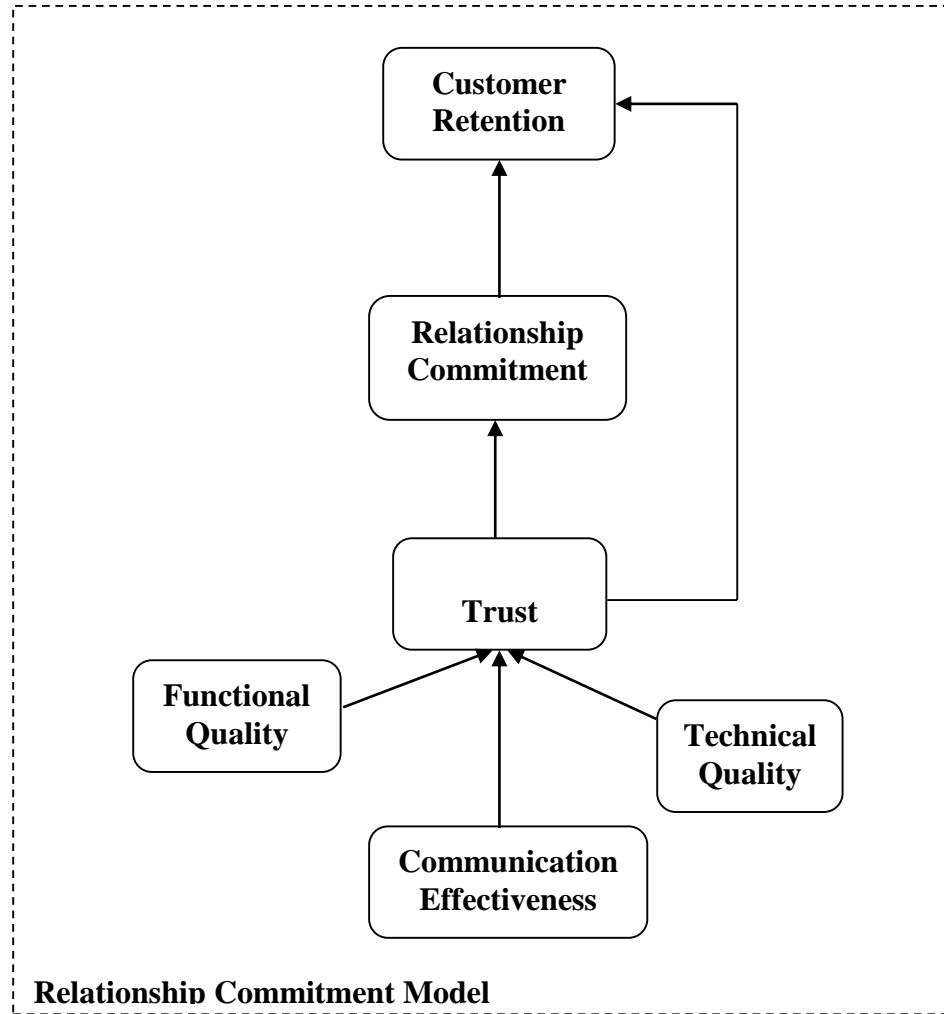 Customer
Retention
Relationship
Commitment
Trust
Functional
Quality
Technical
Quality
Communication
Effectiveness
Relationship Commitment Model